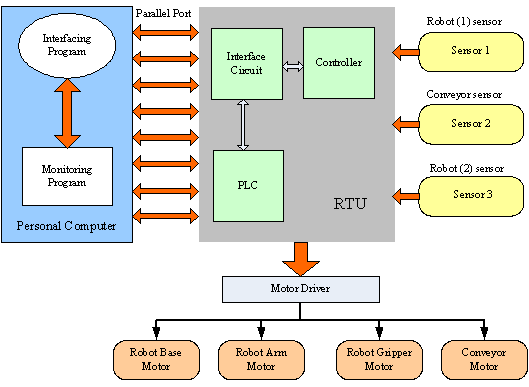 Parallel Port
Robot (1) sensor
Interfacing
Program
Interface
Circuit
Controller
Sensor 1
Conveyor sensor
Sensor 2
Monitoring
Program
PLC
Robot (2) sensor
Sensor 3
Personal Computer
RTU
Motor Driver
Robot Base
Motor
Robot Arm
Motor
Robot Gripper
Motor
Conveyor
Motor